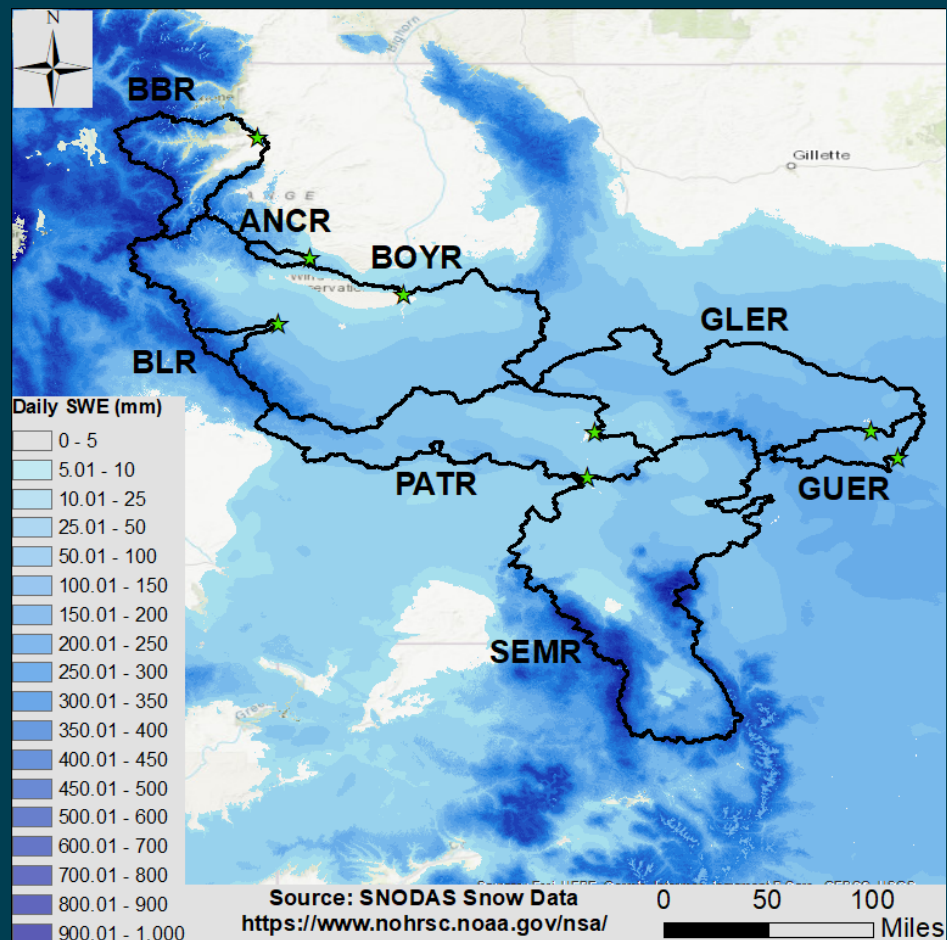 N
BBR
Bighorn
Gillette
ANCR
BOYR
GLER
BLR
Daily SWE (mm)
0 - 5
5.01 - 10
10.01 - 25
25.01 - 50
50.01 - 100
100.01 - 150
150.01 - 200
200.01 - 250
250.01 - 300
300.01 - 350
350.01 - 400
400.01 - 450
450.01 - 500
500.01 - 600
600.01 - 700
700.01 - 800
800.01 - 900
900.01 - 1,000
PATR
GUER
SEMR
Source: SNODAS Snow Data
https://www.nohrsc.noaa.gov/nsa/
0 50 100
Miles